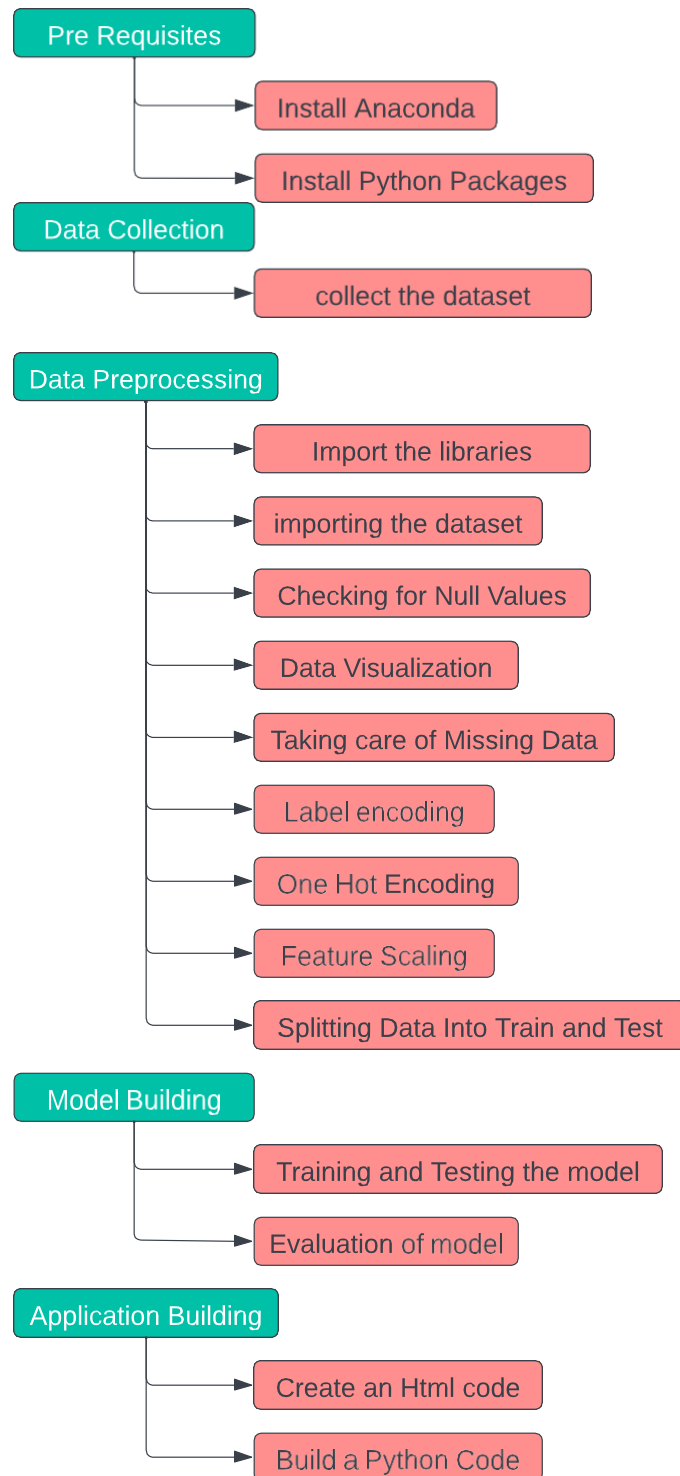 Pre Requisites
Install Anaconda
Install Python Packages
Data Collection
collect the dataset
Data Preprocessing
Import the libraries
importing the dataset
Checking for Null Values
Data Visualization
Taking care of Missing Data
Label encoding
One Hot Encoding
Feature Scaling
Splitting Data Into Train and Test
Model Building
Training and Testing the model
Evaluation of model
Application Building
Create an Html code
Build a Python Code